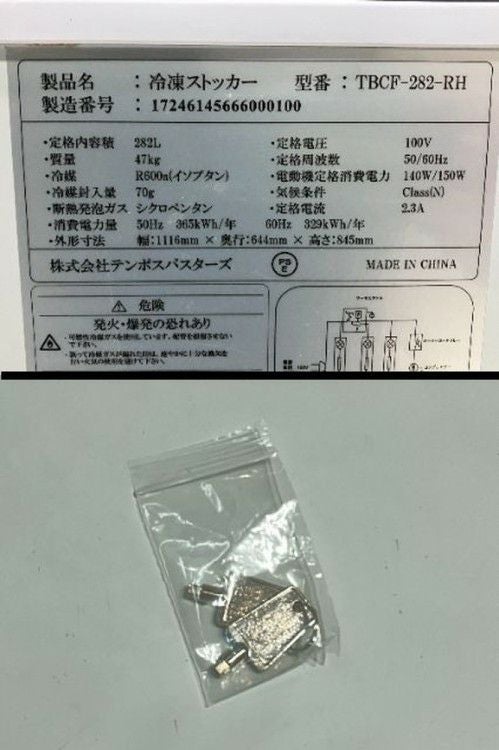 製品名 : 冷凍ストッカー 型番 : TBCF-282-RH
製造番号 : 17246145666000100
・定格内容積 282L ・定格電圧 100V
・質量 47kg ・定格周波数 50/60Hz
・冷媒 R600a(イソブタン) ・電動機定格消費電力 140W/150W
・冷媒封入量 70g ・気候条件 Class(N)
・断熱発泡ガス シクロペンタン ・定格電流 2.3A
・消費電力量 50Hz 365kWh/年 60Hz 329kWh/年
・外形寸法 幅:1116mm × 奥行:644mm × 高さ:845mm
株式会社テンポスバスターズ PSE MADE IN CHINA
⚠ 危険
発火・爆発の恐れあり